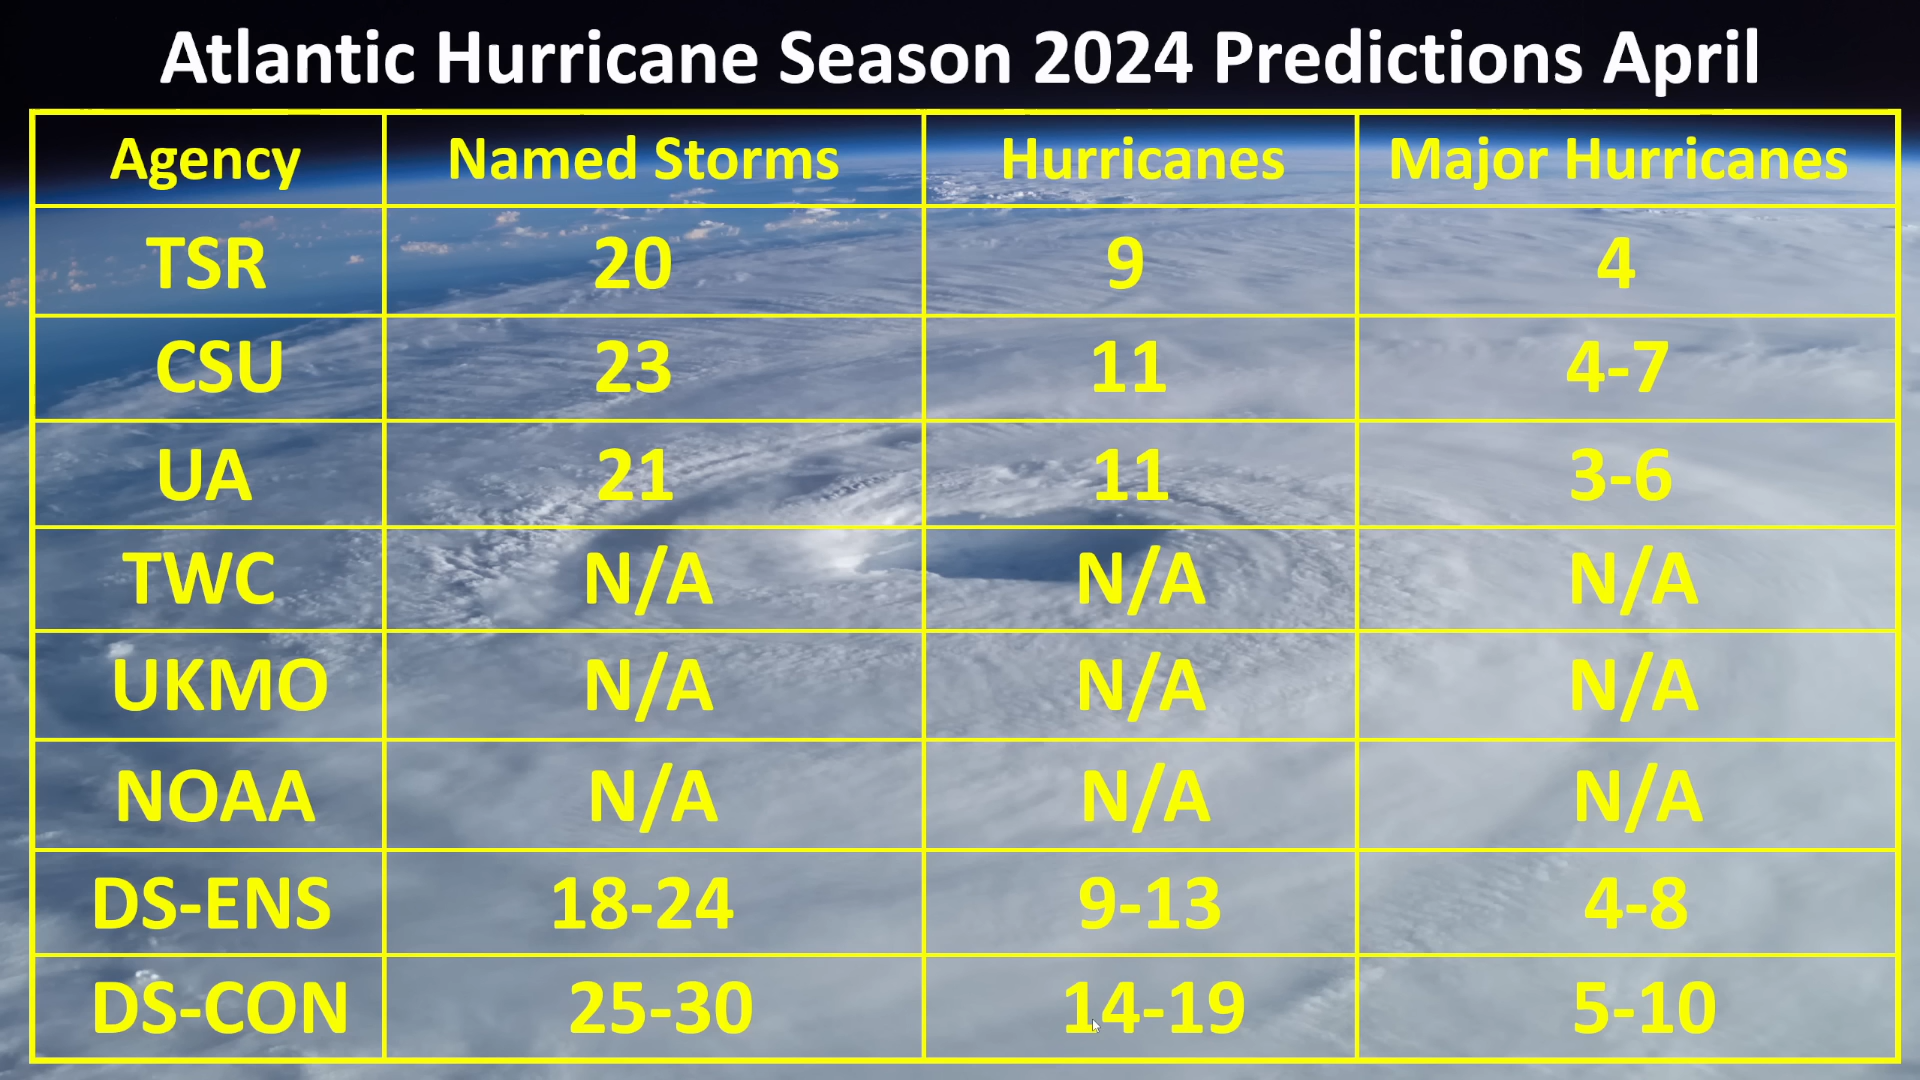 Atlantic Hurricane Season 2024 Predictions April
Agency Named Storms Hurricanes Major Hurricanes
TSR 20 9 4
CSU 23 11 4-7
UA 21 11 3-6
TWC N/A N/A N/A
UKMO N/A N/A N/A
NOAA N/A N/A N/A
DS-ENS 18-24 9-13 4-8
DS-CON 25-30 14-19 5-10